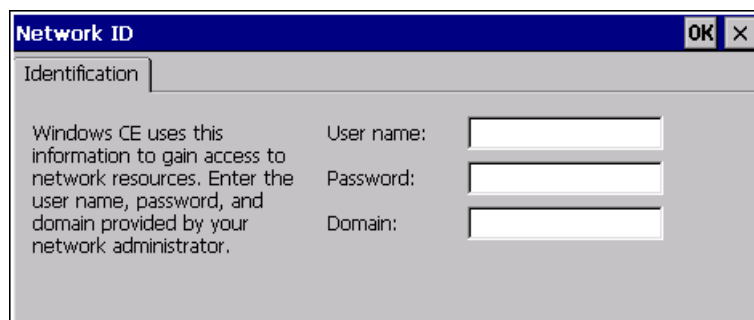 Network ID OK ×
Identification
Windows CE uses this
information to gain access to
network resources. Enter the
user name, password, and
domain provided by your
network administrator.
User name:
Password:
Domain: